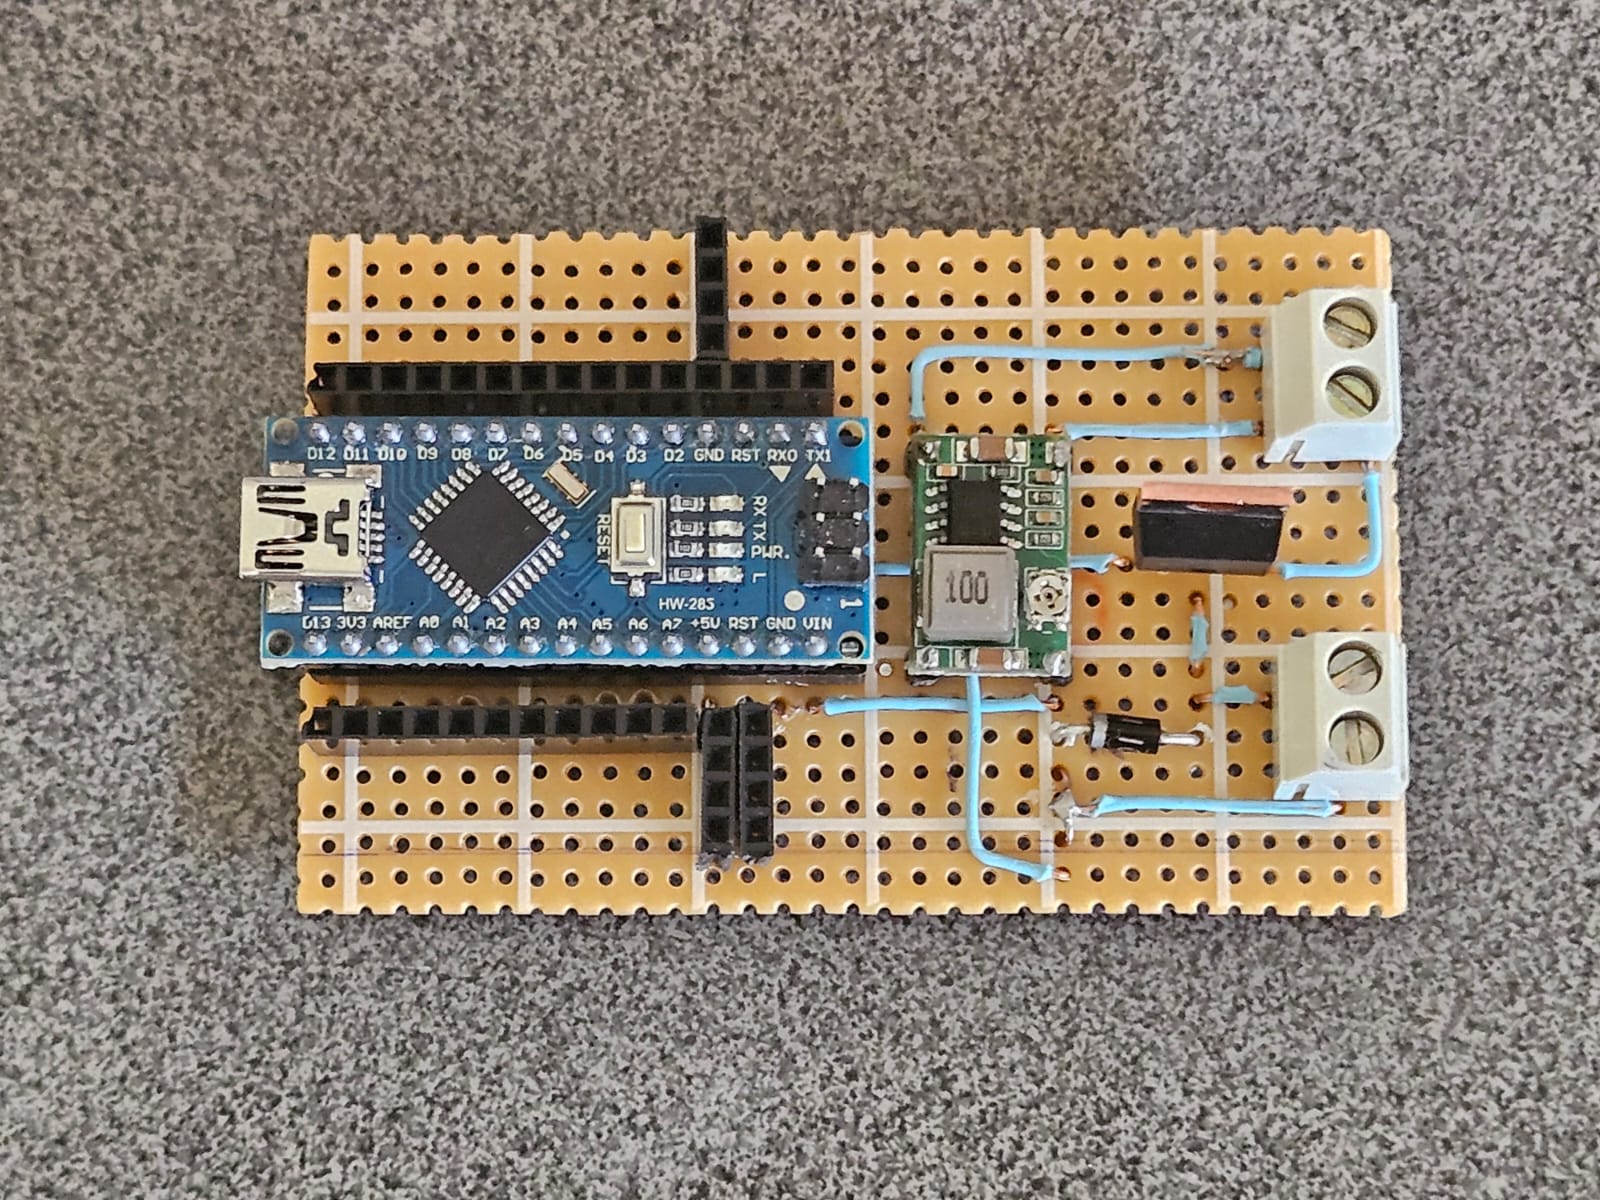 D12 D11 D10 D9 D8 D7 D6 D5 D4 D3 D2 GND RST RX0 TX1
RESET
RX
TX
PWR.
L
100
HW-28S
1
D13 3V3 AREF A0 A1 A2 A3 A4 A5 A6 A7 +5V RST GND VIN